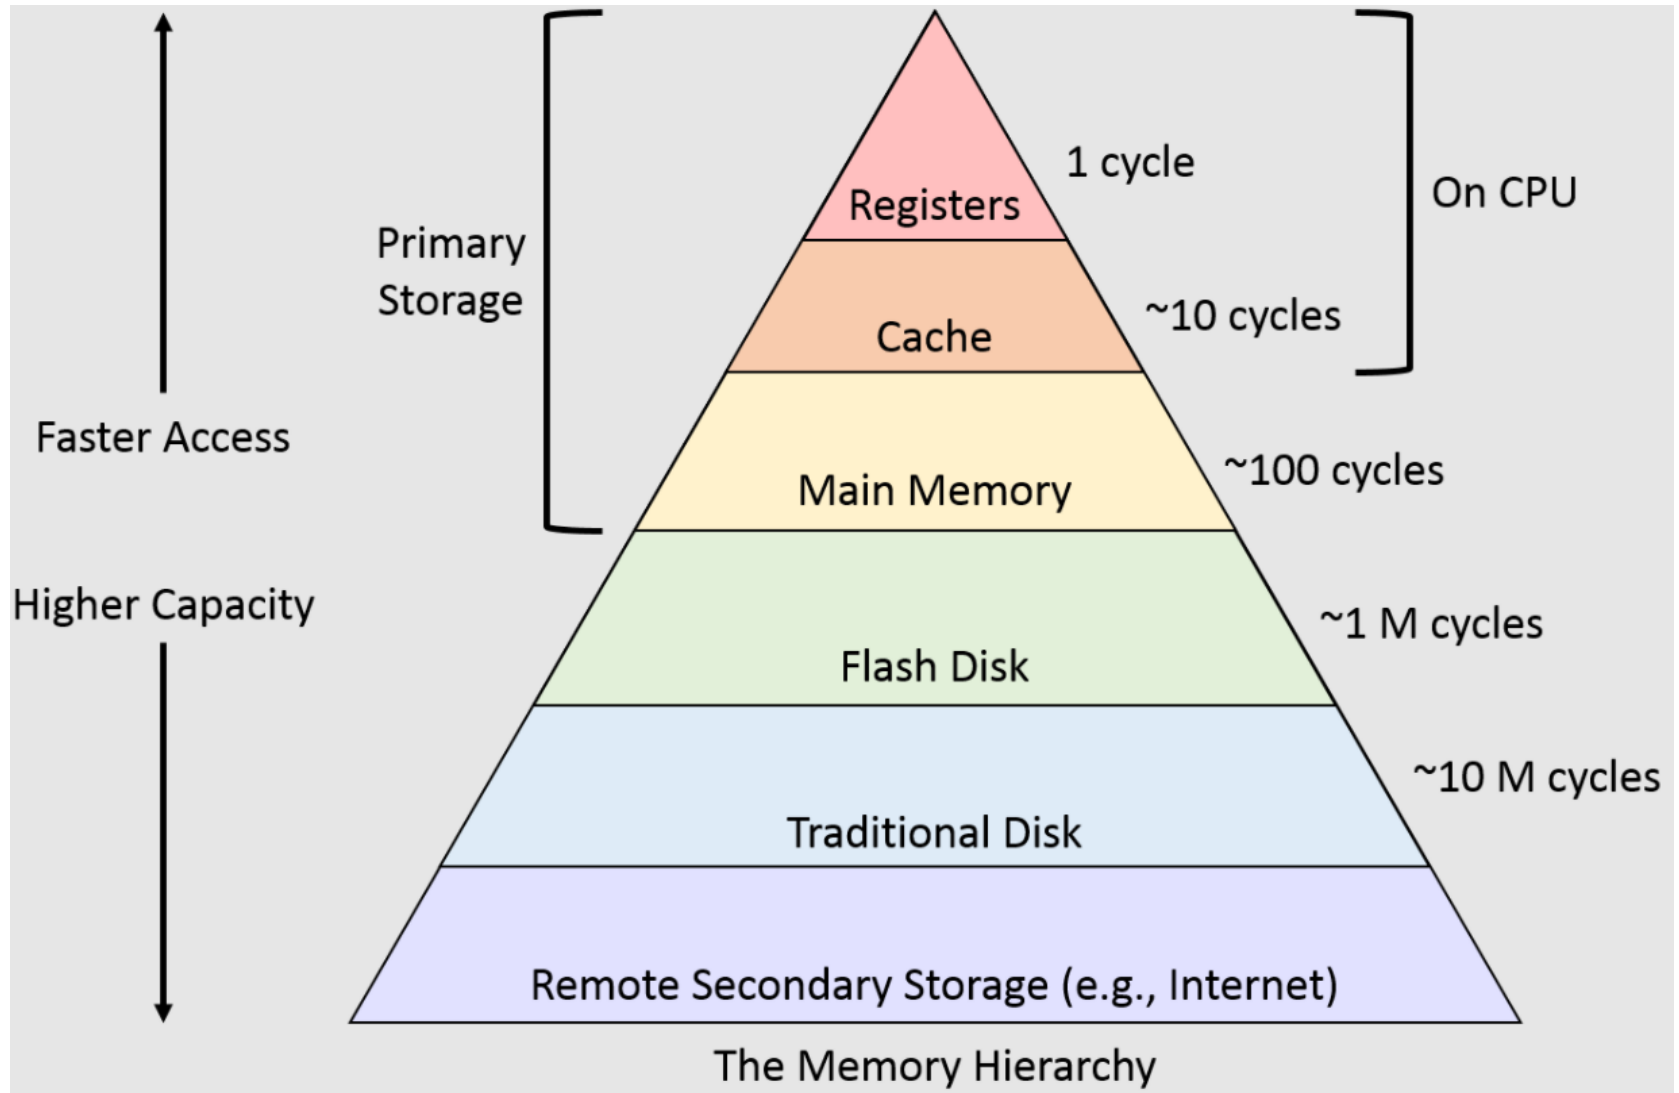 Primary
Storage
Faster Access
Higher Capacity
Registers
Cache
Main Memory
Flash Disk
Traditional Disk
Remote Secondary Storage (e.g., Internet)
1 cycle
~10 cycles
~100 cycles
~1 M cycles
~10 M cycles
On CPU
The Memory Hierarchy